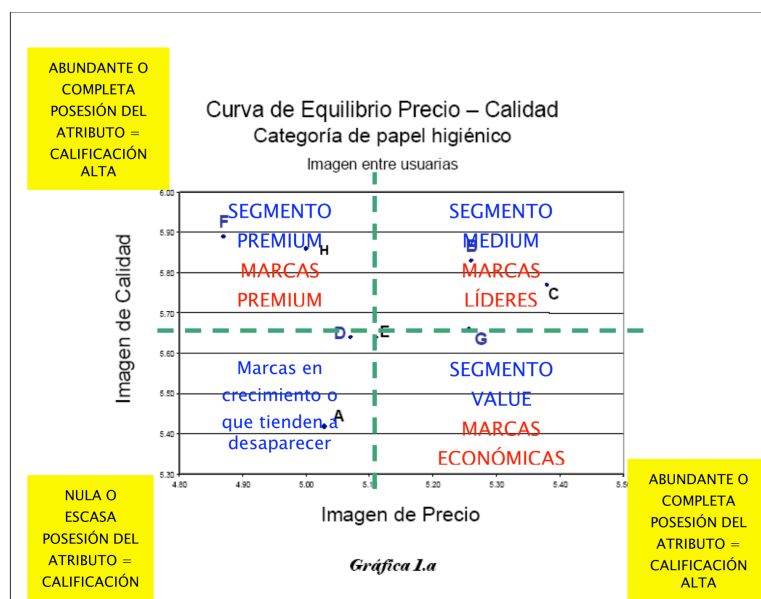 ABUNDANTE O
COMPLETA
POSESIÓN DEL
ATRIBUTO =
CALIFICACIÓN
ALTA
Curva de Equilibrio Precio – Calidad
Categoría de papel higiénico
Imagen entre usuarias
Imagen de Calidad
6.00
5.90
5.80
5.70
5.60
5.50
5.40
5.30
SEGMENTO
PREMIUM
MARCAS
PREMIUM
F
H
SEGMENTO
MEDIUM
MARCAS
LÍDERES
B
C
D
E
G
Marcas en
crecimiento o
que tienden a
desaparecer
A
SEGMENTO
VALUE
MARCAS
ECONÓMICAS
4.80 4.90 5.00 5.10 5.20 5.30 5.40 5.50
Imagen de Precio
NULA O
ESCASA
POSESIÓN DEL
ATRIBUTO =
CALIFICACIÓN
ABUNDANTE O
COMPLETA
POSESIÓN DEL
ATRIBUTO =
CALIFICACIÓN
ALTA
Gráfica 1.a